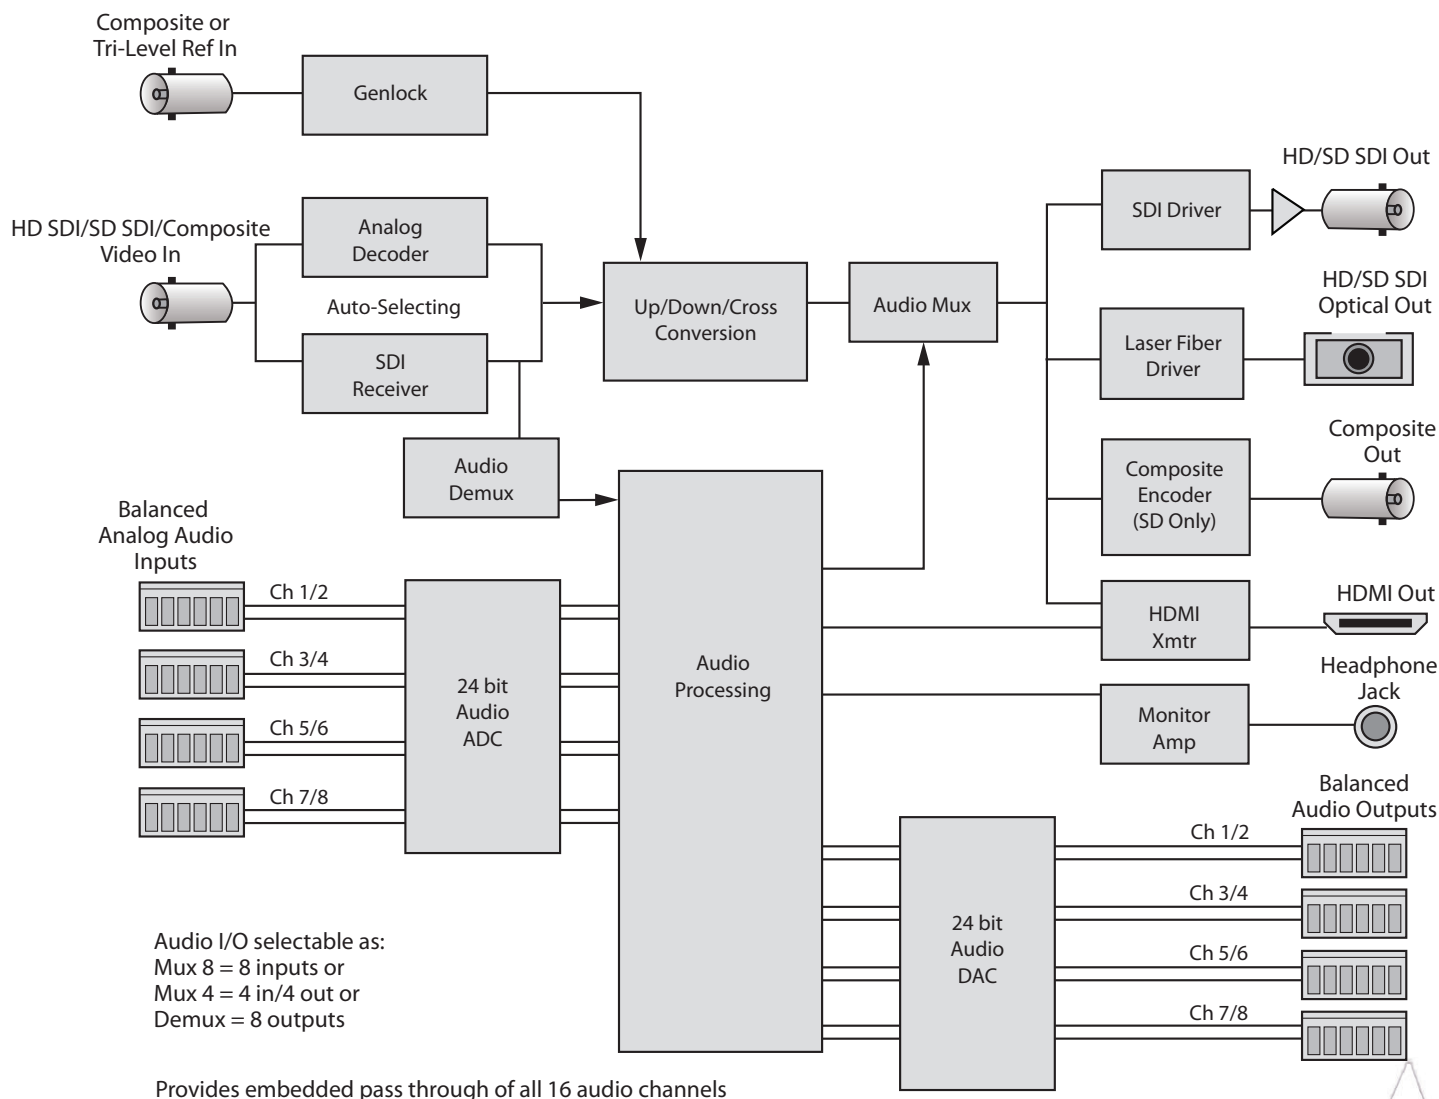 Composite or
Tri-Level Ref In
Genlock
HD/SD SDI Out
SDI Driver
HD SDI/SD SDI/Composite
Video In
Analog
Decoder
Auto-Selecting
SDI
Receiver
Up/Down/Cross
Conversion
Audio Mux
HD/SD SDI
Optical Out
Laser Fiber
Driver
Composite
Out
Composite
Encoder
(SD Only)
Audio
Demux
Balanced
Analog Audio
Inputs
Ch 1/2
Ch 3/4
Ch 5/6
Ch 7/8
24 bit
Audio
ADC
Audio
Processing
HDMI Out
HDMI
Xmtr
Headphone
Jack
Monitor
Amp
Balanced
Audio Outputs
Ch 1/2
Ch 3/4
Ch 5/6
Ch 7/8
24 bit
Audio
DAC
Audio I/O selectable as:
Mux 8 = 8 inputs or
Mux 4 = 4 in/4 out or
Demux = 8 outputs
Provides embedded pass through of all 16 audio channels